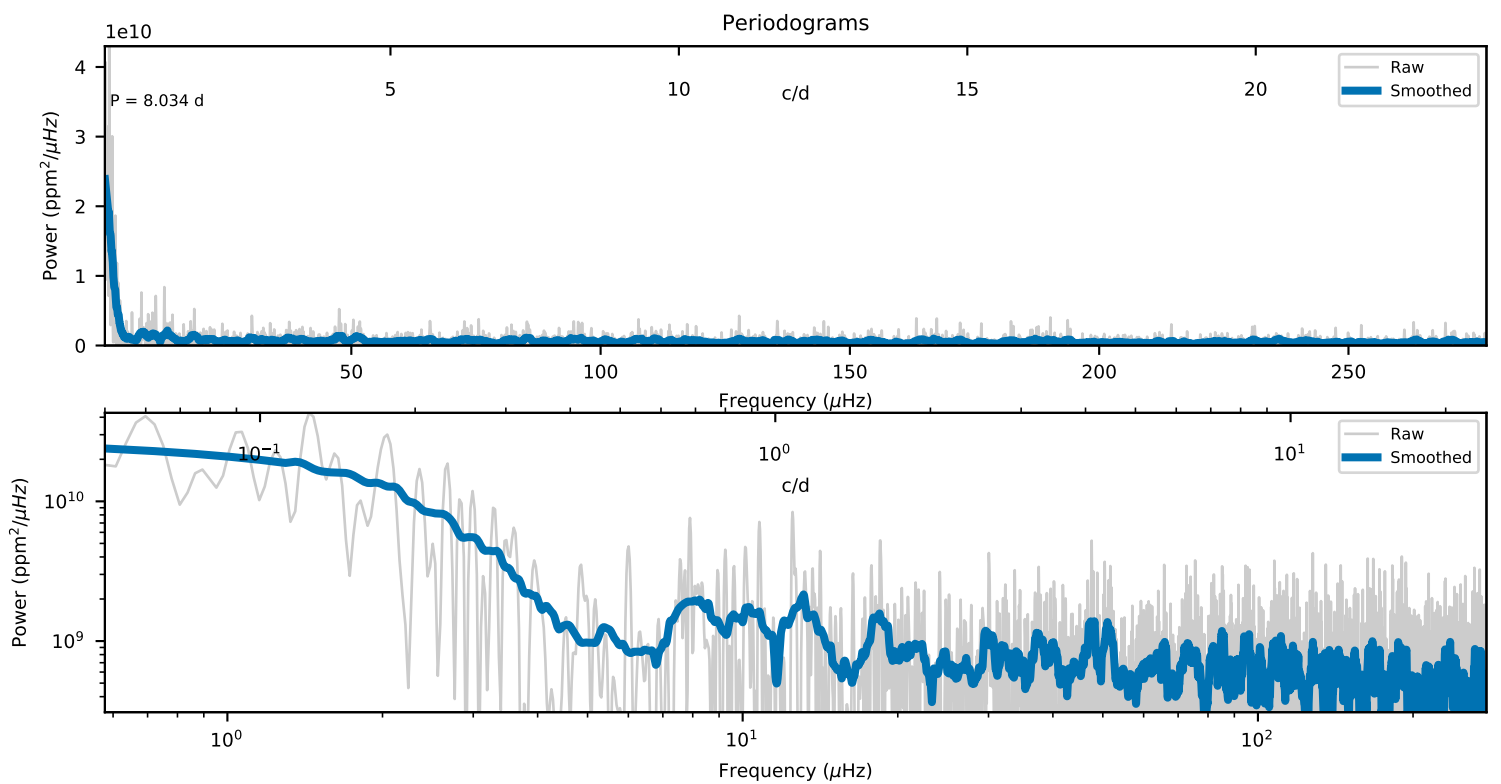 Periodograms
1e10
Power (ppm²/μHz)
4
3
2
1
0
P = 8.034 d
5
10
15
20
c/d
Raw
Smoothed
50
100
150
200
250
Frequency (μHz)
Power (ppm²/μHz)
10¹⁰
10⁹
10⁻¹
10⁰
10¹
c/d
Raw
Smoothed
10⁰
10¹
10²
Frequency (μHz)